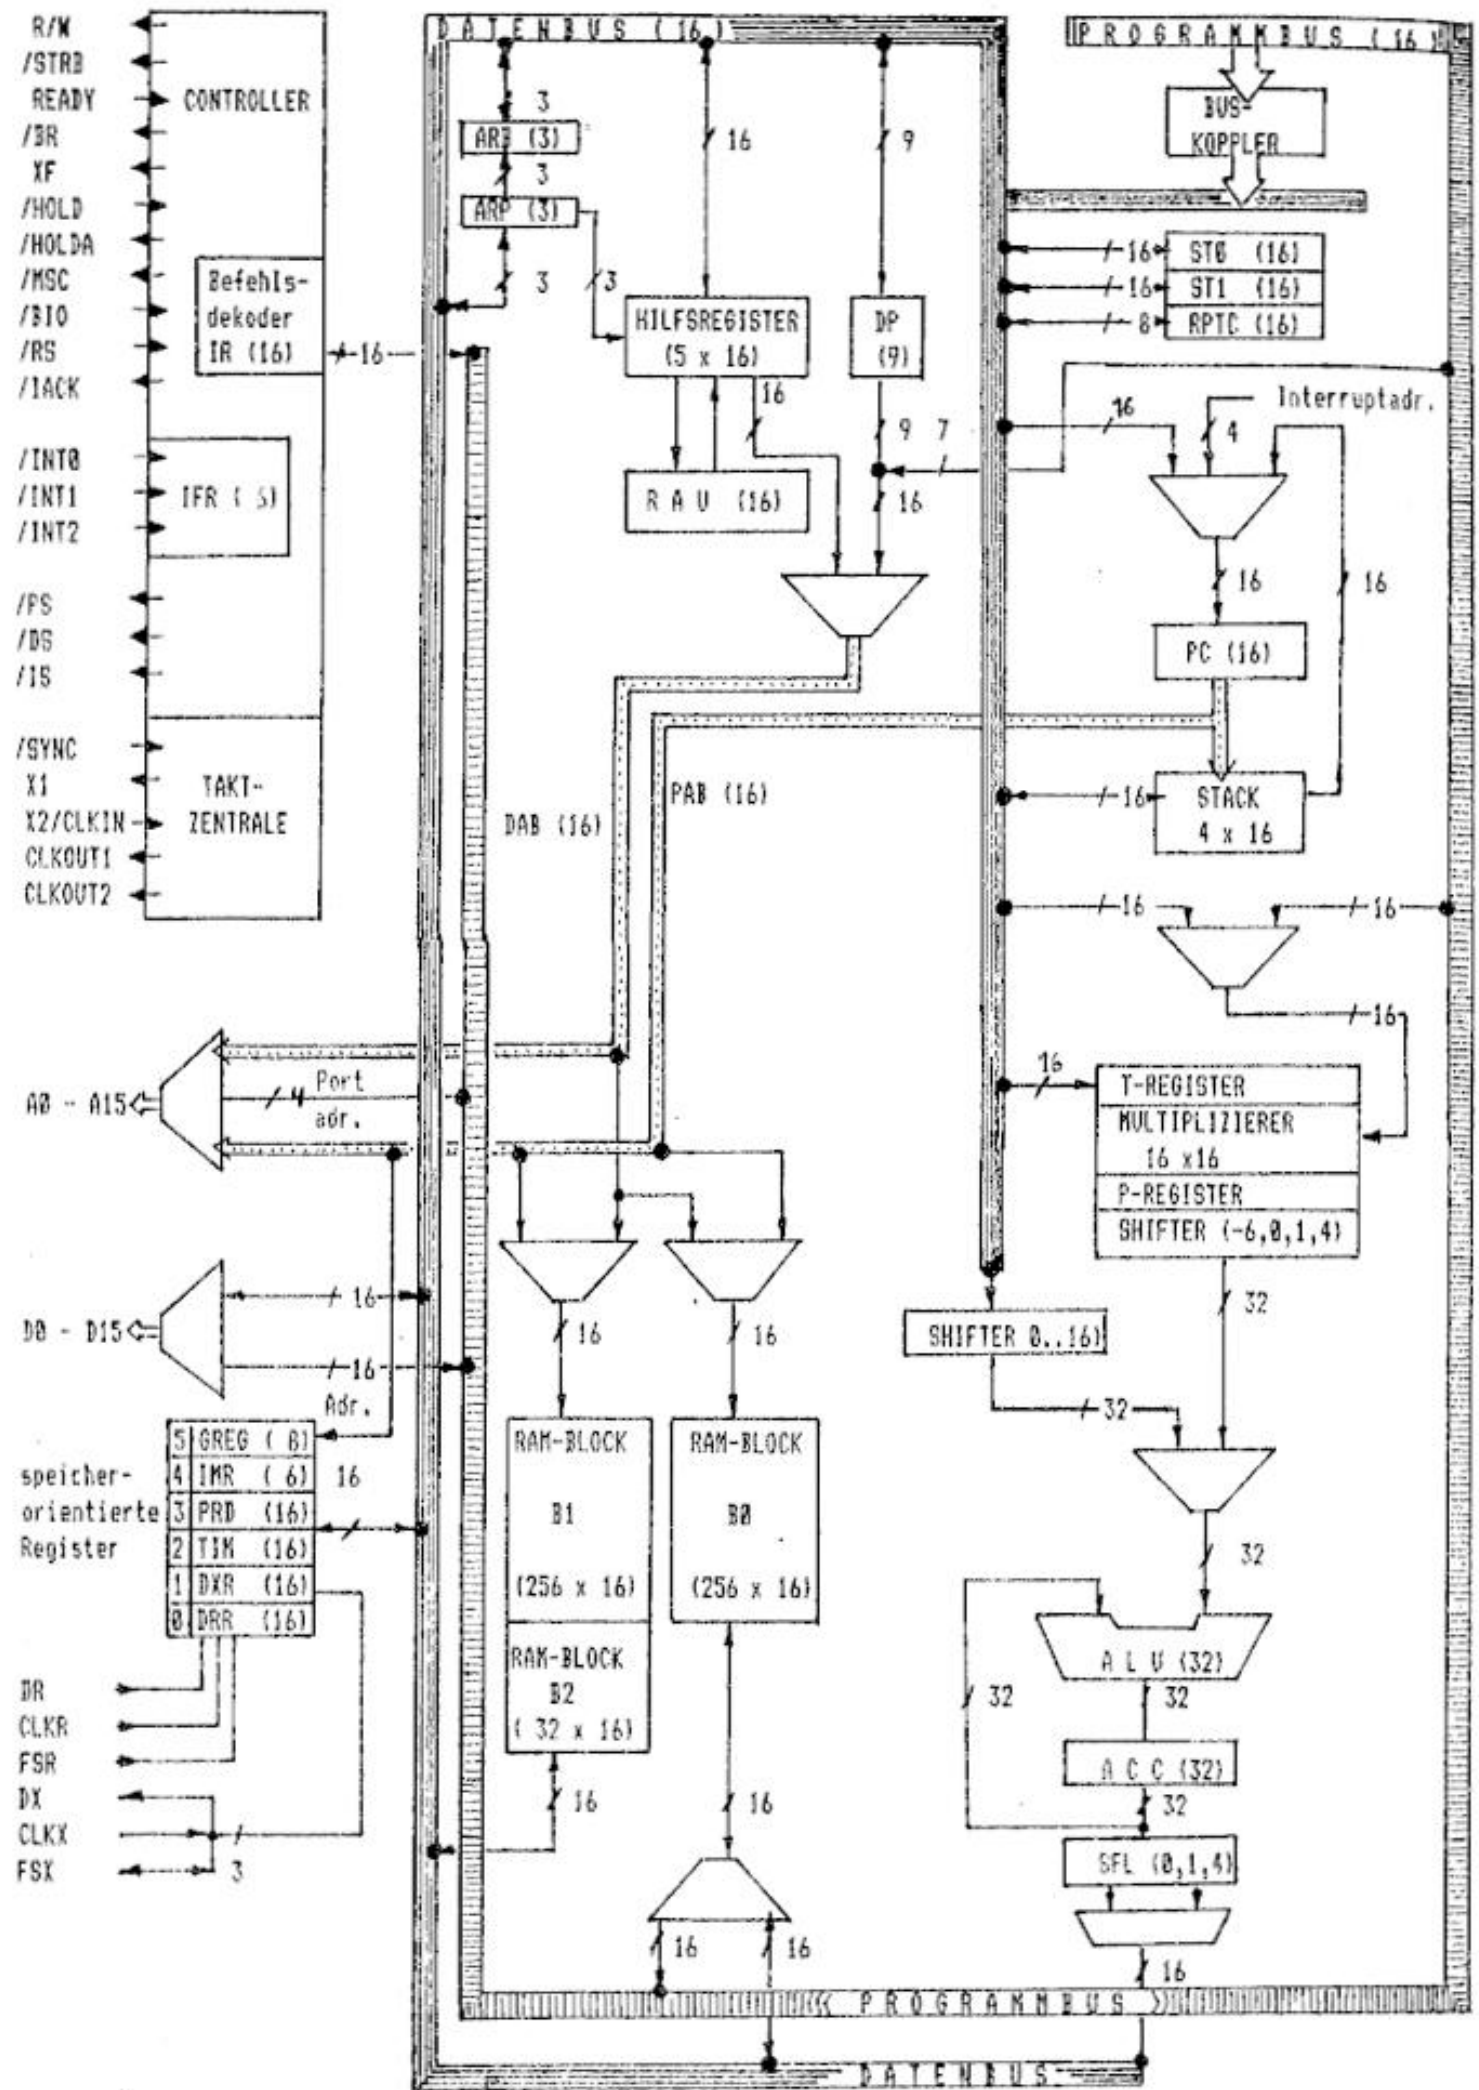 R/W
/STRB
READY
/BR
XF
/HOLD
/HOLDA
/MSC
/BIO
/RS
/IACK
/INT0
/INT1
/INT2
/PS
/DS
/IS
/SYNC
X1
X2/CLKIN
CLKOUT1
CLKOUT2
CONTROLLER
Befehls-
dekoder
IR (16)
16
IFR ( 6)
TAKT-
ZENTRALE
DATENBUS (16)
3
ARB (3)
3
ARP (3)
3
3
16
9
HILFSREGISTER
(5 x 16)
DP
(9)
16
9
7
16
RAU (16)
PROGRAMMBUS (16)
BUS-
KOPPLER
16
ST0 (16)
16
ST1 (16)
8
RPTC (16)
Interruptadr.
16
4
16
16
PC (16)
DAB (16)
PAB (16)
16
STACK
4 x 16
16
16
16
16
T-REGISTER
MULTIPLIZIERER
16 x16
P-REGISTER
SHIFTER (-6,0,1,4)
32
A0 - A15
4
Port
adr.
D0 - D15
16
16
Adr.
speicher-
orientierte
Register
5 GREG ( 8)
4 IMR ( 6)
3 PRD (16)
2 TIM (16)
1 DXR (16)
0 DRR (16)
16
DR
CLKR
FSR
DX
CLKX
FSX
3
16
16
RAM-BLOCK
B1
(256 x 16)
RAM-BLOCK
B2
( 32 x 16)
16
RAM-BLOCK
B0
(256 x 16)
16
16
16
SHIFTER 0..16)
32
32
ALU (32)
32
32
ACC (32)
32
SFL (0,1,4)
16
PROGRAMMBUS
DATENBUS